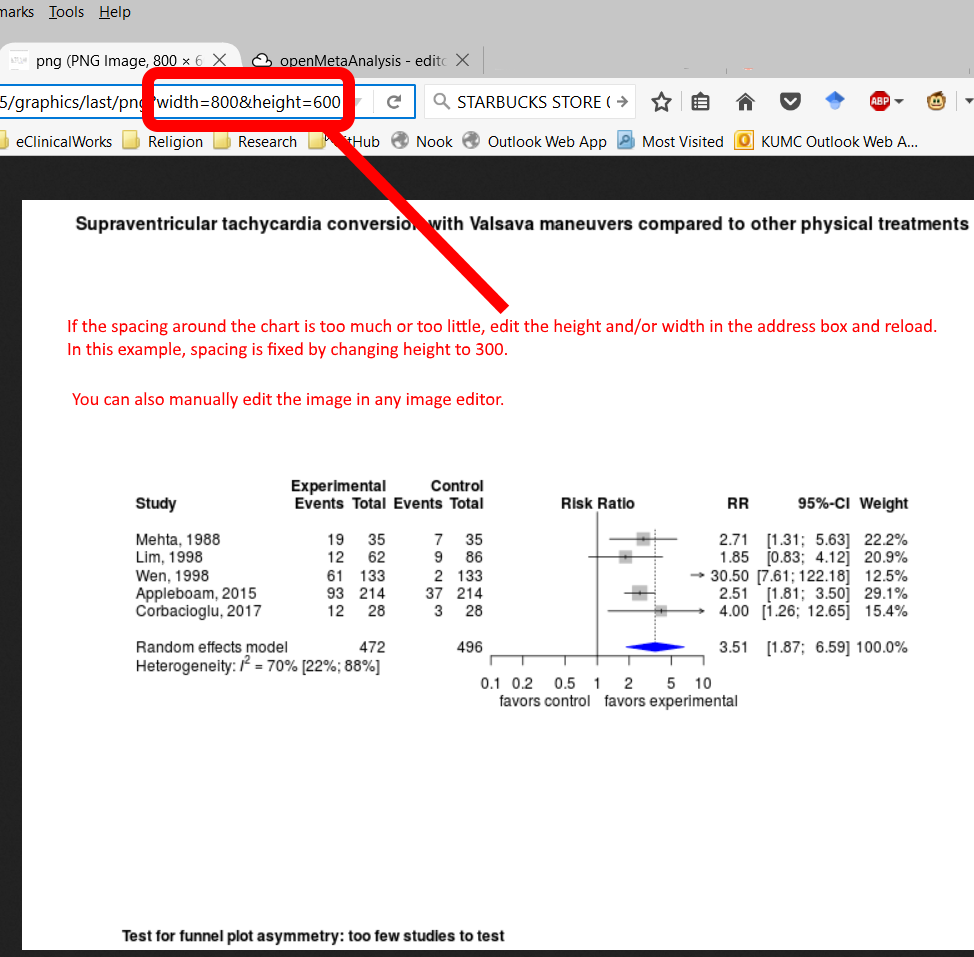 marks Tools Help
png (PNG Image, 800 × 6 openMetaAnalysis - edito
5/graphics/last/png?width=800&height=600 STARBUCKS STORE (
eClinicalWorks Religion Research GitHub Nook Outlook Web App Most Visited KUMC Outlook Web A...
Supraventricular tachycardia conversion with Valsava maneuvers compared to other physical treatments
If the spacing around the chart is too much or too little, edit the height and/or width in the address box and reload.
In this example, spacing is fixed by changing height to 300.
You can also manually edit the image in any image editor.
Experimental Control
Study Events Total Events Total Risk Ratio RR 95%-CI Weight
Mehta, 1988 19 35 7 35 2.71 [1.31; 5.63] 22.2%
Lim, 1998 12 62 9 86 1.85 [0.83; 4.12] 20.9%
Wen, 1998 61 133 2 133 30.50 [7.61; 122.18] 12.5%
Appleboam, 2015 93 214 37 214 2.51 [1.81; 3.50] 29.1%
Corbacioglu, 2017 12 28 3 28 4.00 [1.26; 12.65] 15.4%
Random effects model 472 496 3.51 [1.87; 6.59] 100.0%
Heterogeneity: I² = 70% [22%; 88%]
0.1 0.2 0.5 1 2 5 10
favors control favors experimental
Test for funnel plot asymmetry: too few studies to test